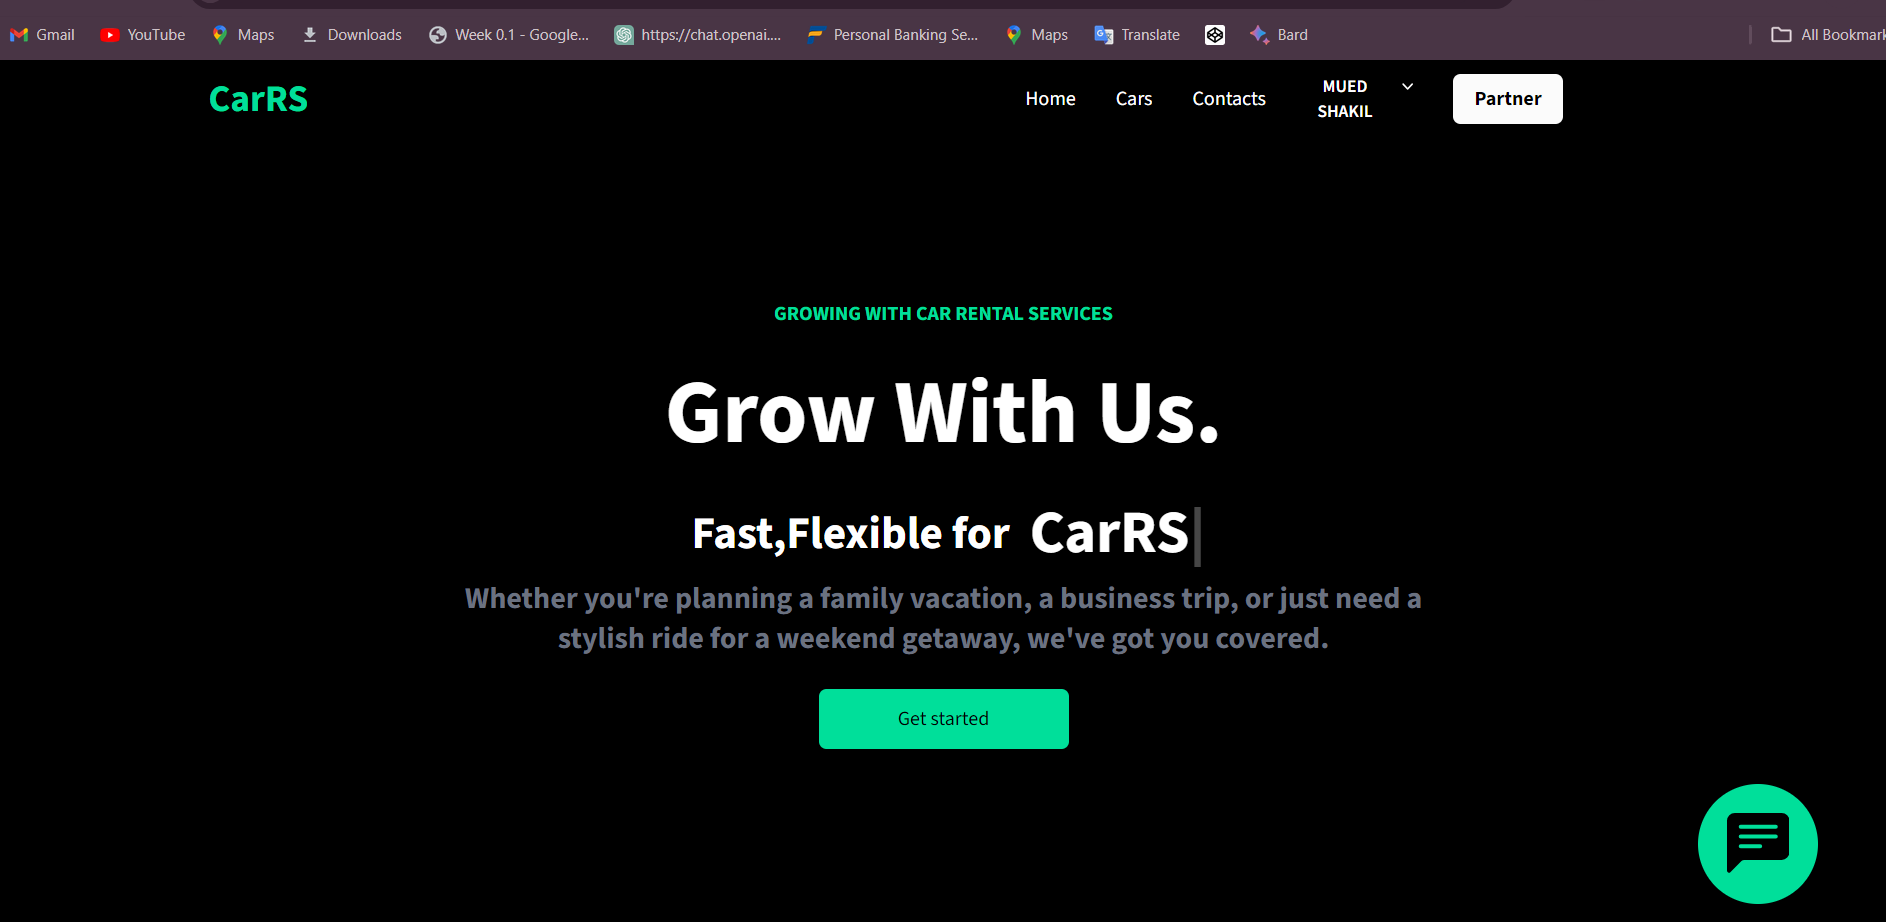 Gmail YouTube Maps Downloads Week 0.1 - Google... https://chat.openai.... Personal Banking Se... Maps Translate Bard All Bookmark
CarRS Home Cars Contacts MUED SHAKIL Partner
GROWING WITH CAR RENTAL SERVICES
Grow With Us.
Fast,Flexible for CarRS
Whether you're planning a family vacation, a business trip, or just need a
stylish ride for a weekend getaway, we've got you covered.
Get started